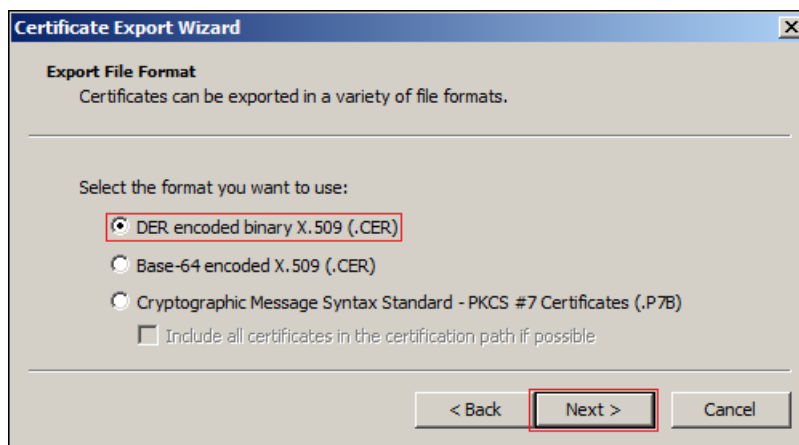 Certificate Export Wizard
Export File Format
Certificates can be exported in a variety of file formats.
Select the format you want to use:
DER encoded binary X.509 (.CER)
Base-64 encoded X.509 (.CER)
Cryptographic Message Syntax Standard - PKCS #7 Certificates (.P7B)
Include all certificates in the certification path if possible
< Back Next > Cancel